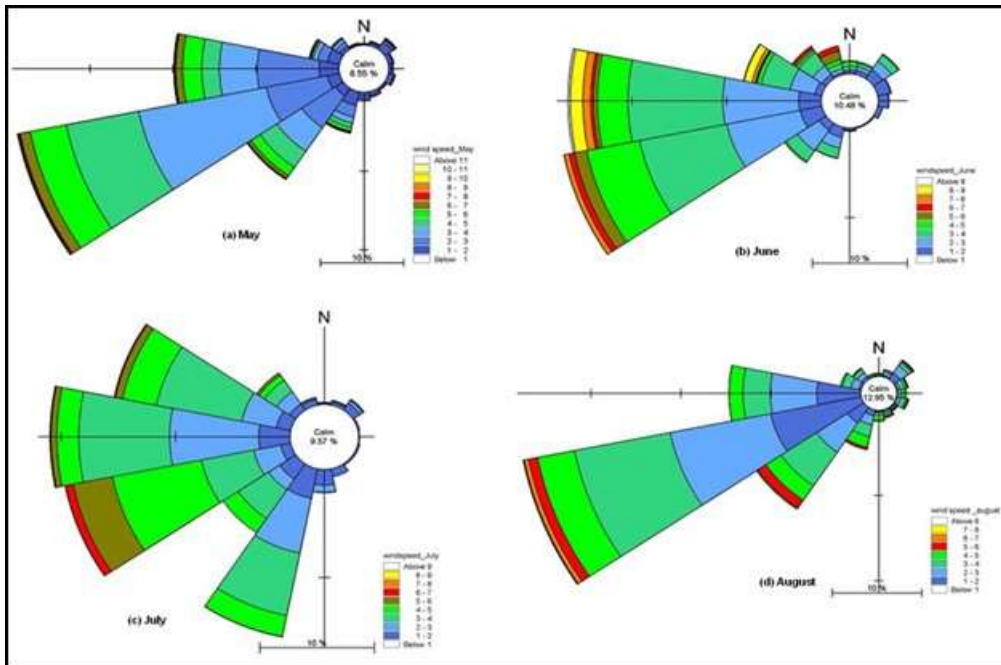 N
Calm
8.55 %
wind speed_May
Above 11
10 - 11
9 - 10
8 - 9
7 - 8
6 - 7
5 - 6
4 - 5
3 - 4
2 - 3
1 - 2
Below 1
10 %
(a) May
N
Calm
10.48 %
windspeed_June
Above 9
8 - 9
7 - 8
6 - 7
5 - 6
4 - 5
3 - 4
2 - 3
1 - 2
Below 1
10 %
(b) June
N
Calm
9.57 %
windspeed_July
Above 9
8 - 9
7 - 8
6 - 7
5 - 6
4 - 5
3 - 4
2 - 3
1 - 2
Below 1
10 %
(c) July
N
Calm
12.95 %
wind speed _august
Above 8
7 - 8
6 - 7
5 - 6
4 - 5
3 - 4
2 - 3
1 - 2
Below 1
10 %
(d) August